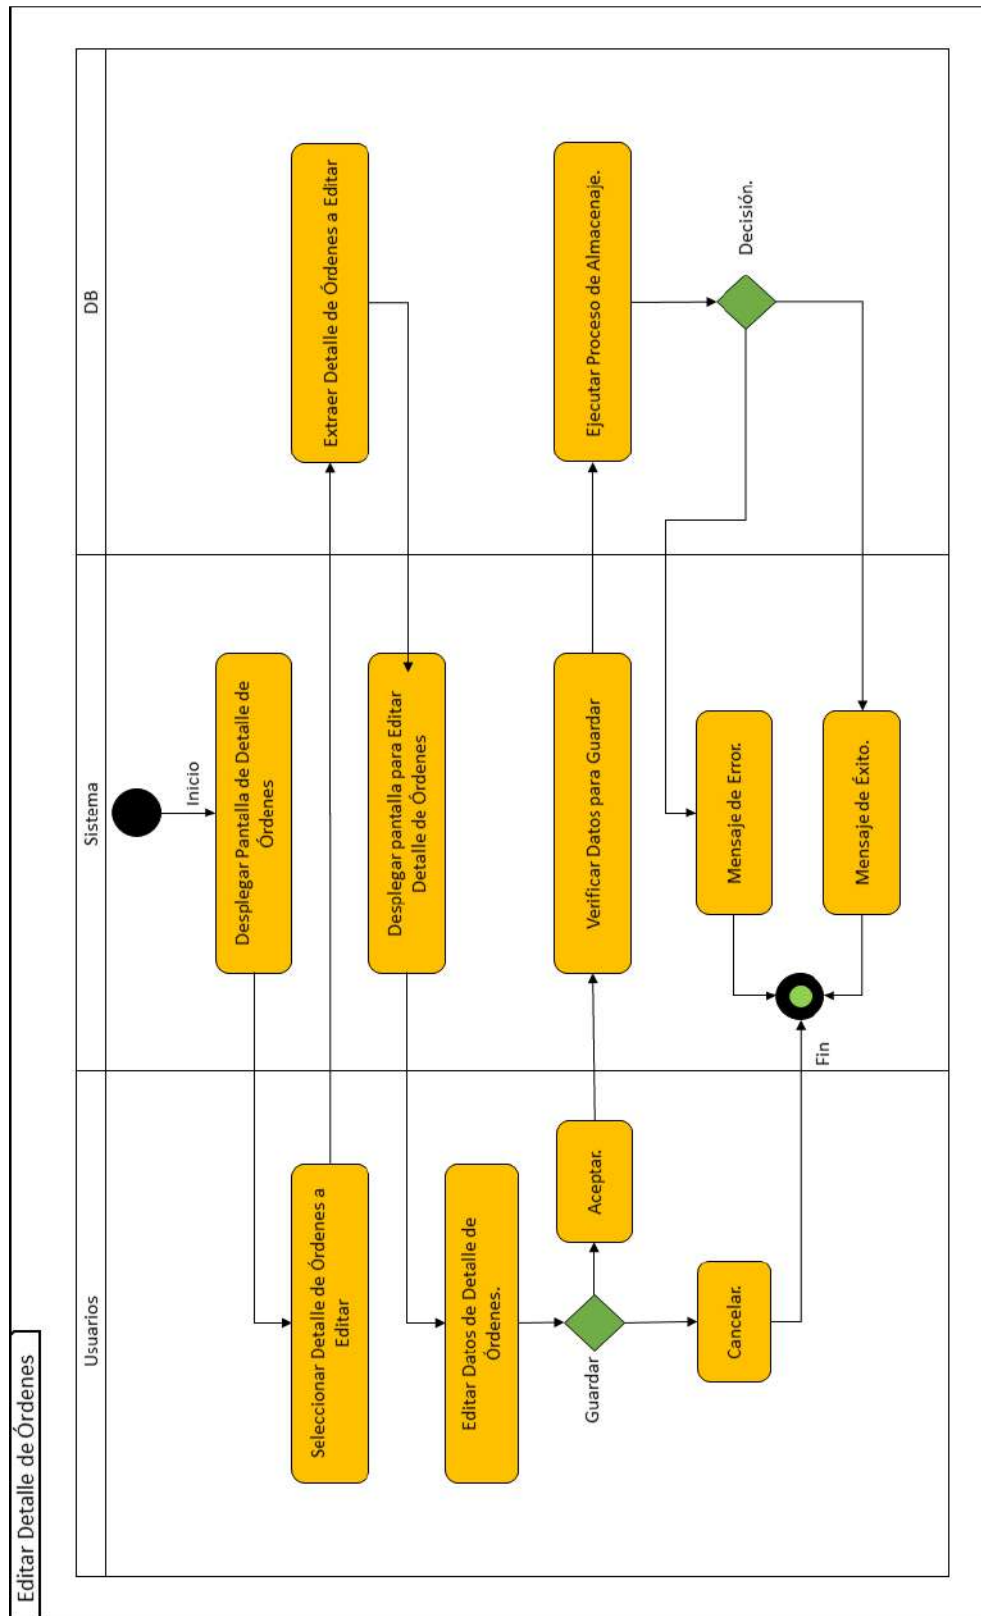 Editar Detalle de Órdenes
Usuarios
Sistema
DB
Inicio
Desplegar Pantalla de Detalle de
Órdenes
Seleccionar Detalle de Órdenes a
Editar
Extraer Detalle de Órdenes a Editar
Desplegar pantalla para Editar
Detalle de Órdenes
Editar Datos de Detalle de
Órdenes.
Guardar
Aceptar.
Verificar Datos para Guardar
Ejecutar Proceso de Almacenaje.
Cancelar.
Mensaje de Error.
Decisión.
Fin
Mensaje de Éxito.